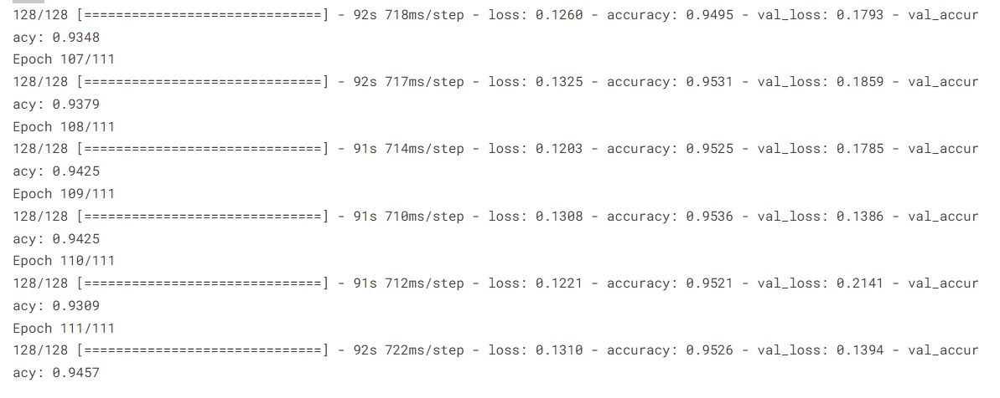 128/128 [==============================] - 92s 718ms/step - loss: 0.1260 - accuracy: 0.9495 - val_loss: 0.1793 - val_accur
acy: 0.9348
Epoch 107/111
128/128 [==============================] - 92s 717ms/step - loss: 0.1325 - accuracy: 0.9531 - val_loss: 0.1859 - val_accur
acy: 0.9379
Epoch 108/111
128/128 [==============================] - 91s 714ms/step - loss: 0.1203 - accuracy: 0.9525 - val_loss: 0.1785 - val_accur
acy: 0.9425
Epoch 109/111
128/128 [==============================] - 91s 710ms/step - loss: 0.1308 - accuracy: 0.9536 - val_loss: 0.1386 - val_accur
acy: 0.9425
Epoch 110/111
128/128 [==============================] - 91s 712ms/step - loss: 0.1221 - accuracy: 0.9521 - val_loss: 0.2141 - val_accur
acy: 0.9309
Epoch 111/111
128/128 [==============================] - 92s 722ms/step - loss: 0.1310 - accuracy: 0.9526 - val_loss: 0.1394 - val_accur
acy: 0.9457